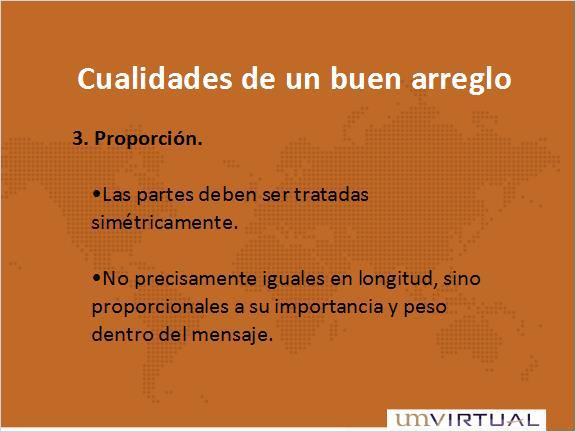 Cualidades de un buen arreglo
3. Proporción.
•Las partes deben ser tratadas
simétricamente.
•No precisamente iguales en longitud, sino
proporcionales a su importancia y peso
dentro del mensaje.
UMVIRTUAL